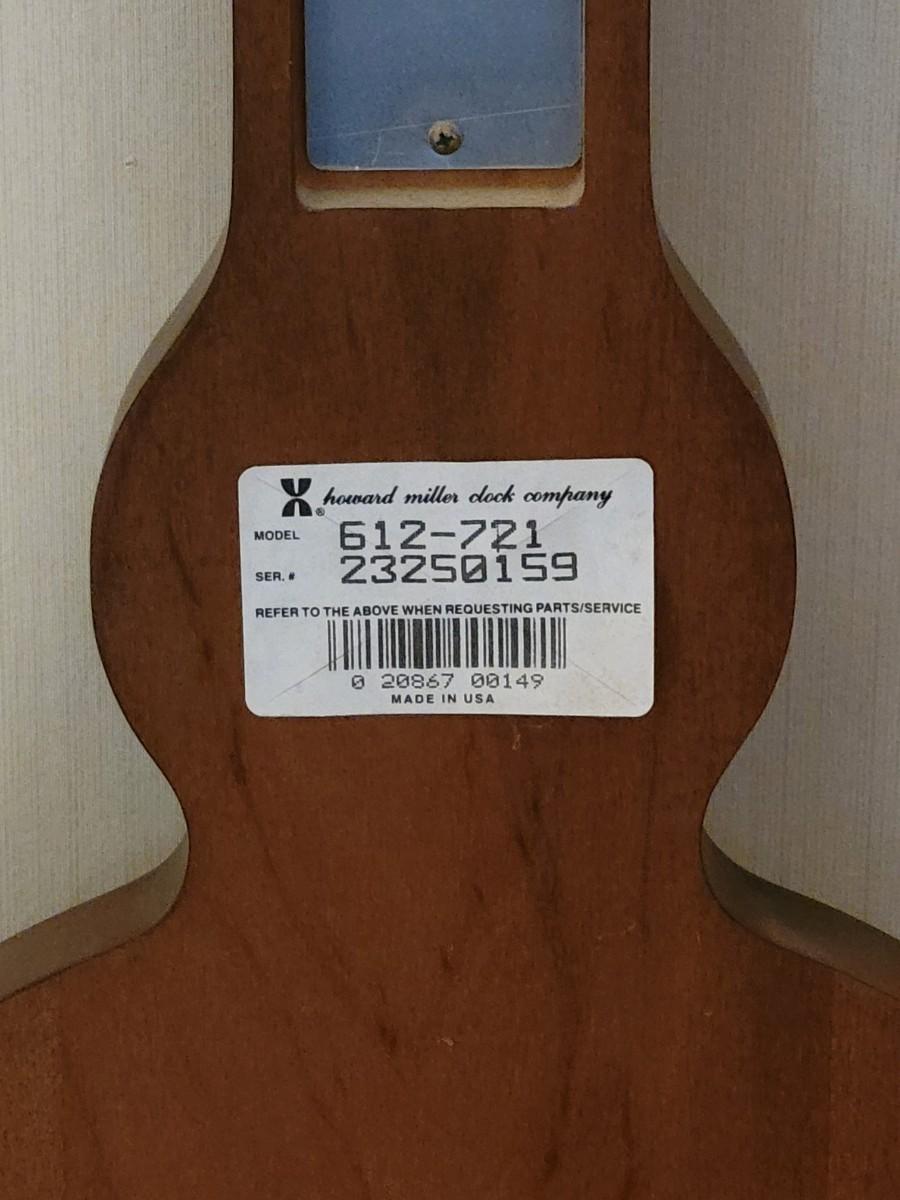 howard miller clock company
MODEL 612-721
SER. # 23250159
REFER TO THE ABOVE WHEN REQUESTING PARTS/SERVICE
0 20867 00149
MADE IN USA